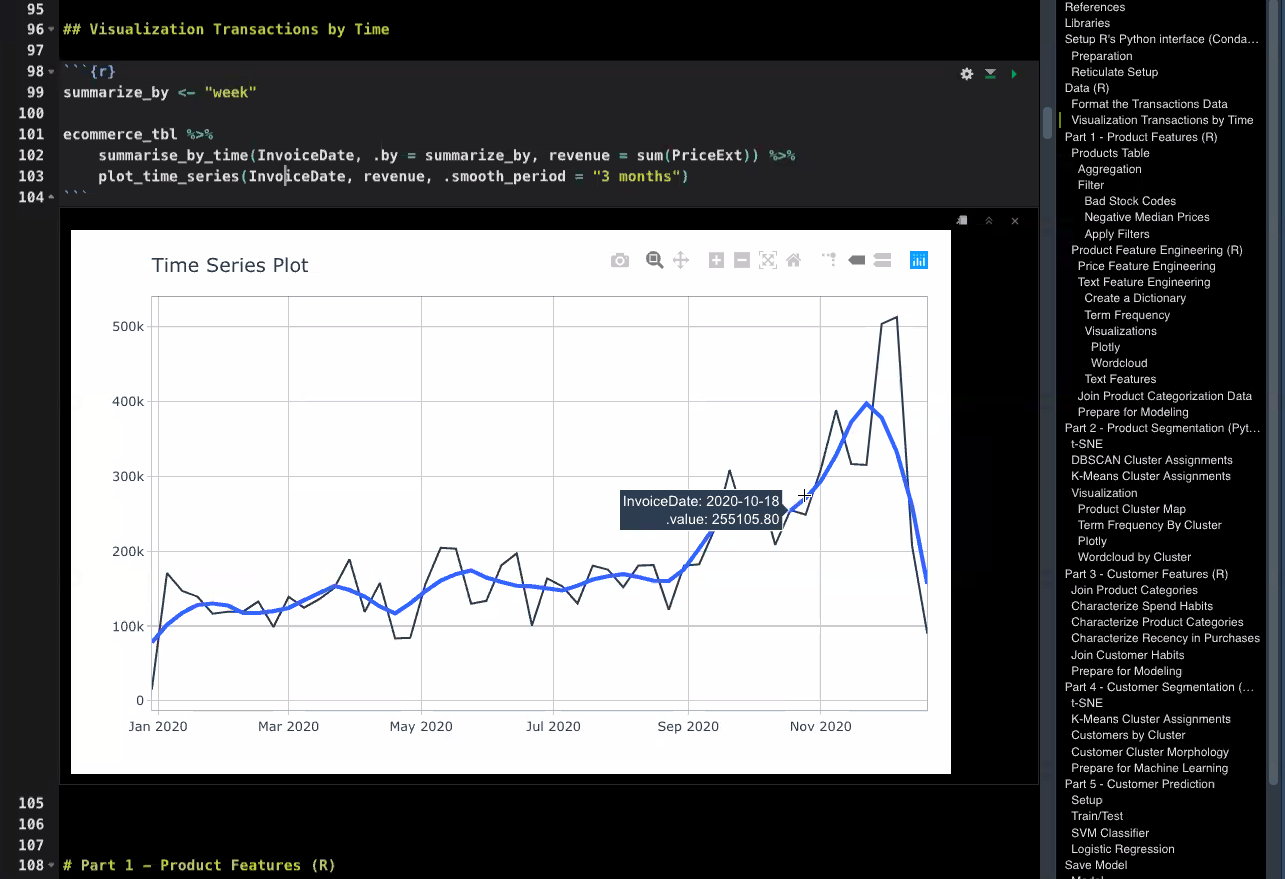 95
96 ## Visualization Transactions by Time
97
98 ```{r}
99 summarize_by <- "week"
100
101 ecommerce_tbl %>%
102 summarise_by_time(InvoiceDate, .by = summarize_by, revenue = sum(PriceExt)) %>%
103 plot_time_series(InvoiceDate, revenue, .smooth_period = "3 months")
104 ```
Time Series Plot
500k
400k
300k
200k
100k
0
InvoiceDate: 2020-10-18
.value: 255105.80
Jan 2020
Mar 2020
May 2020
Jul 2020
Sep 2020
Nov 2020
105
106
107
108 # Part 1 - Product Features (R)
References
Libraries
Setup R's Python interface (Conda...
Preparation
Reticulate Setup
Data (R)
Format the Transactions Data
Visualization Transactions by Time
Part 1 - Product Features (R)
Products Table
Aggregation
Filter
Bad Stock Codes
Negative Median Prices
Apply Filters
Product Feature Engineering (R)
Price Feature Engineering
Text Feature Engineering
Create a Dictionary
Term Frequency
Visualizations
Plotly
Wordcloud
Text Features
Join Product Categorization Data
Prepare for Modeling
Part 2 - Product Segmentation (Pyt...
t-SNE
DBSCAN Cluster Assignments
K-Means Cluster Assignments
Visualization
Product Cluster Map
Term Frequency By Cluster
Plotly
Wordcloud by Cluster
Part 3 - Customer Features (R)
Join Product Categories
Characterize Spend Habits
Characterize Product Categories
Characterize Recency in Purchases
Join Customer Habits
Prepare for Modeling
Part 4 - Customer Segmentation (...
t-SNE
K-Means Cluster Assignments
Customers by Cluster
Customer Cluster Morphology
Prepare for Machine Learning
Part 5 - Customer Prediction
Setup
Train/Test
SVM Classifier
Logistic Regression
Save Model